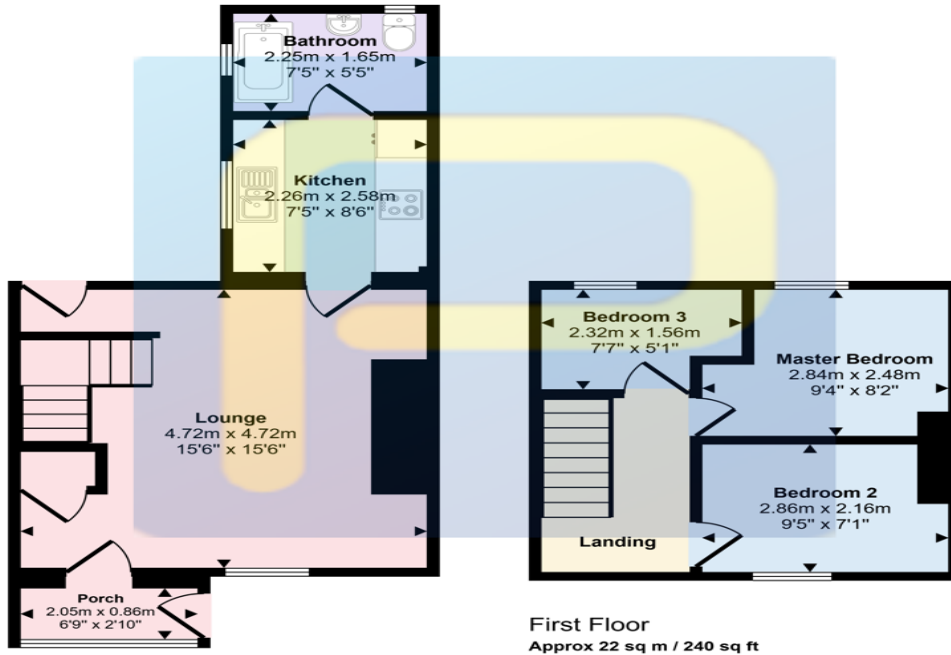 Bathroom
2.25m x 1.65m
7'5" x 5'5"
Kitchen
2.26m x 2.58m
7'5" x 8'6"
Lounge
4.72m x 4.72m
15'6" x 15'6"
Porch
2.05m x 0.86m
6'9" x 2'10"
Bedroom 3
2.32m x 1.56m
7'7" x 5'1"
Master Bedroom
2.84m x 2.48m
9'4" x 8'2"
Bedroom 2
2.86m x 2.16m
9'5" x 7'1"
Landing
First Floor
Approx 22 sq m / 240 sq ft